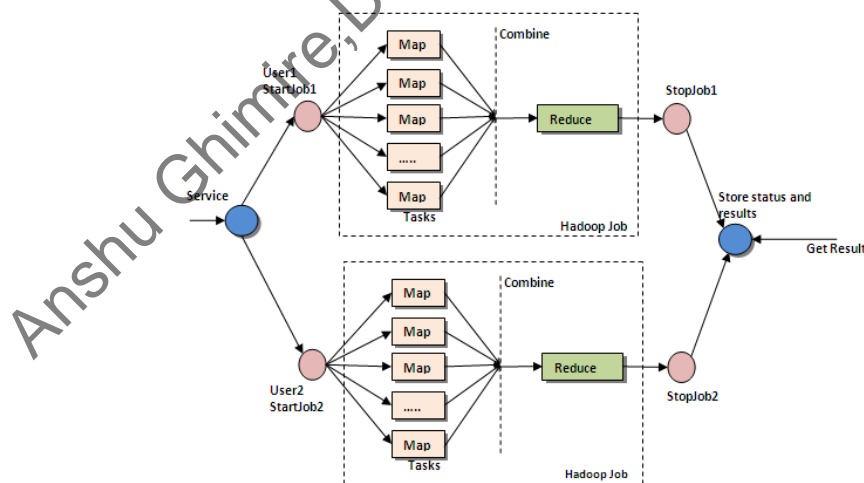 Anshu Ghimire,D
User1
StartJob1
Service
Map
Map
Map
.....
Map
Tasks
Combine
Reduce
Hadoop Job
StopJob1
Store status and
results
Get Result
User2
StartJob2
Map
Map
Map
.....
Map
Tasks
Combine
Reduce
Hadoop Job
StopJob2